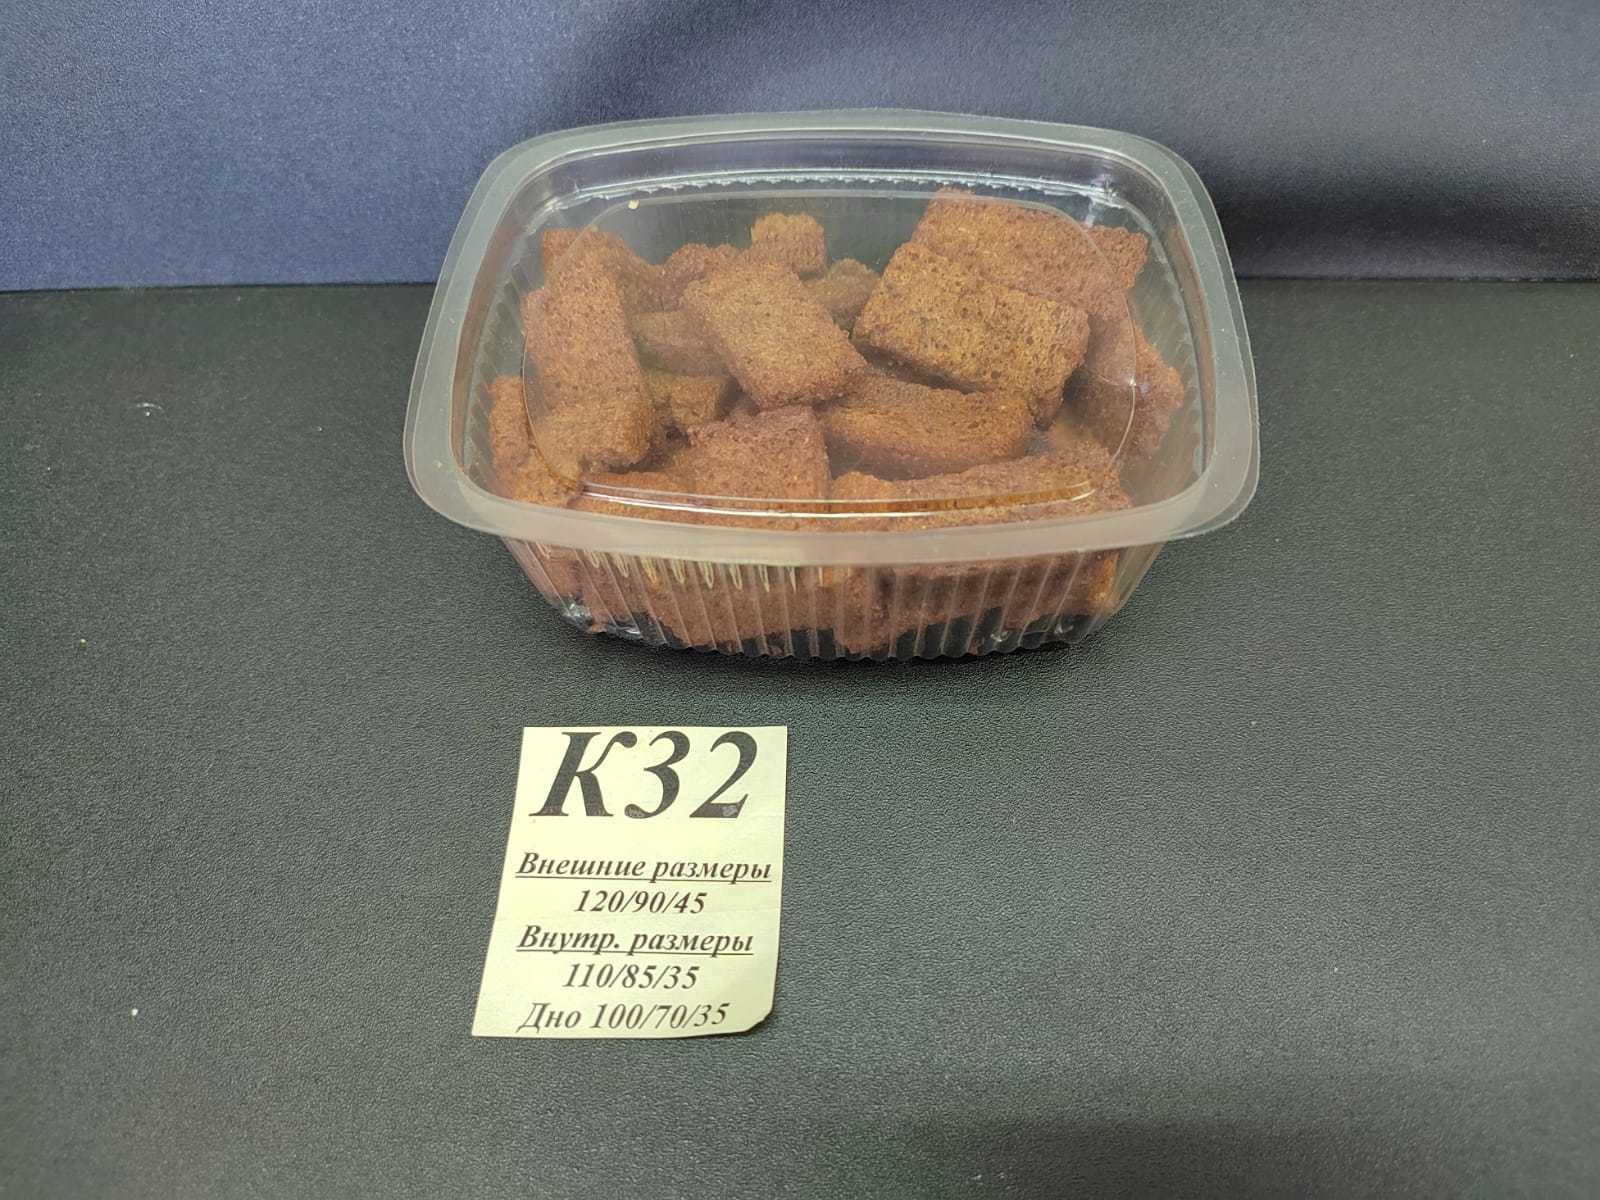 К32
Внешние размеры
120/90/45
Внутр. размеры
110/85/35
Дно 100/70/35